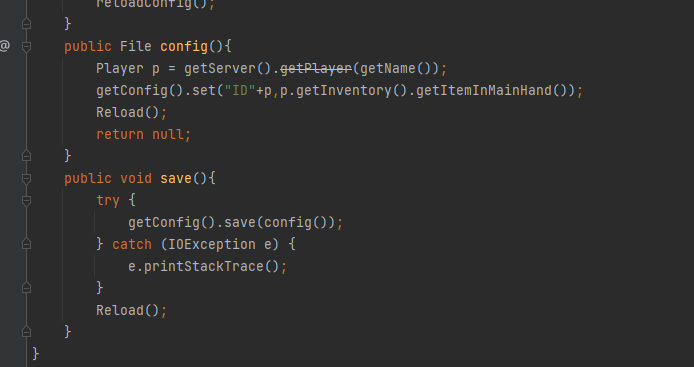 reloadConfig();
}
@ public File config(){
Player p = getServer().getPlayer(getName());
getConfig().set("ID"+p,p.getInventory().getItemInMainHand());
Reload();
return null;
}
public void save(){
try {
getConfig().save(config());
} catch (IOException e) {
e.printStackTrace();
}
Reload();
}
}